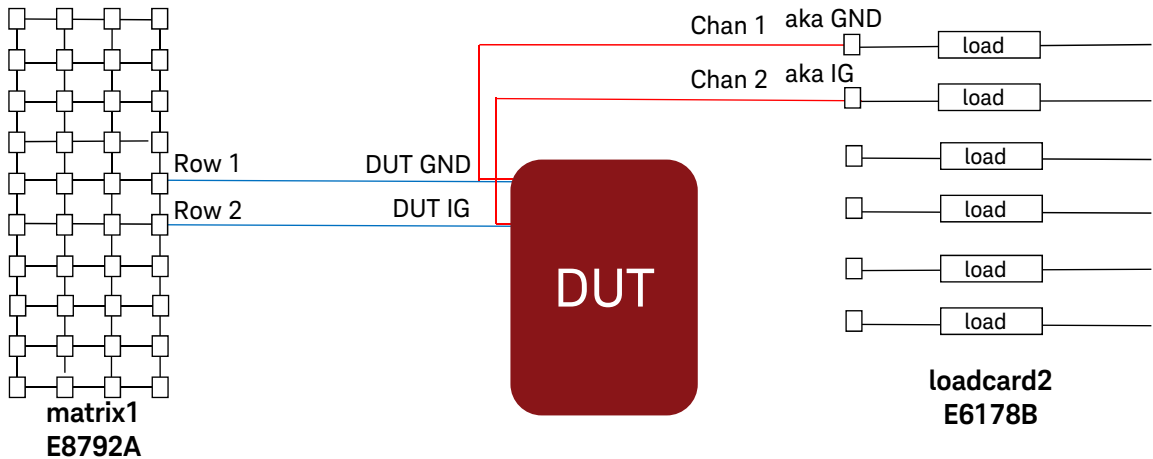 Chan 1 aka GND
load
Chan 2 aka IG
load
load
Row 1 DUT GND
Row 2 DUT IG
load
DUT
load
load
loadcard2
E6178B
matrix1
E8792A